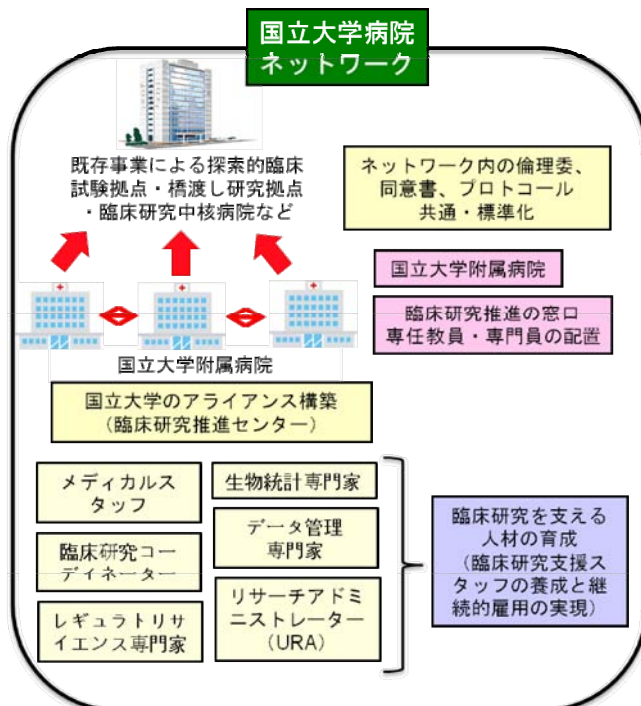 国立大学病院
ネットワーク
既存事業による探索的臨床
試験拠点・橋渡し研究拠点
・臨床研究中核病院など
ネットワーク内の倫理委、
同意書、プロトコール
共通・標準化
国立大学附属病院
臨床研究推進の窓口
専任教員・専門員の配置
国立大学附属病院
国立大学のアライアンス構築
（臨床研究推進センター）
メディカルス
タッフ
臨床研究コー
ディネーター
レギュラトリサ
イエンス専門家
生物統計専門家
データ管理
専門家
リサーチアドミ
ニストレーター
（URA）
臨床研究を支える
人材の育成
（臨床研究支援ス
タッフの養成と継
続的雇用の実現）